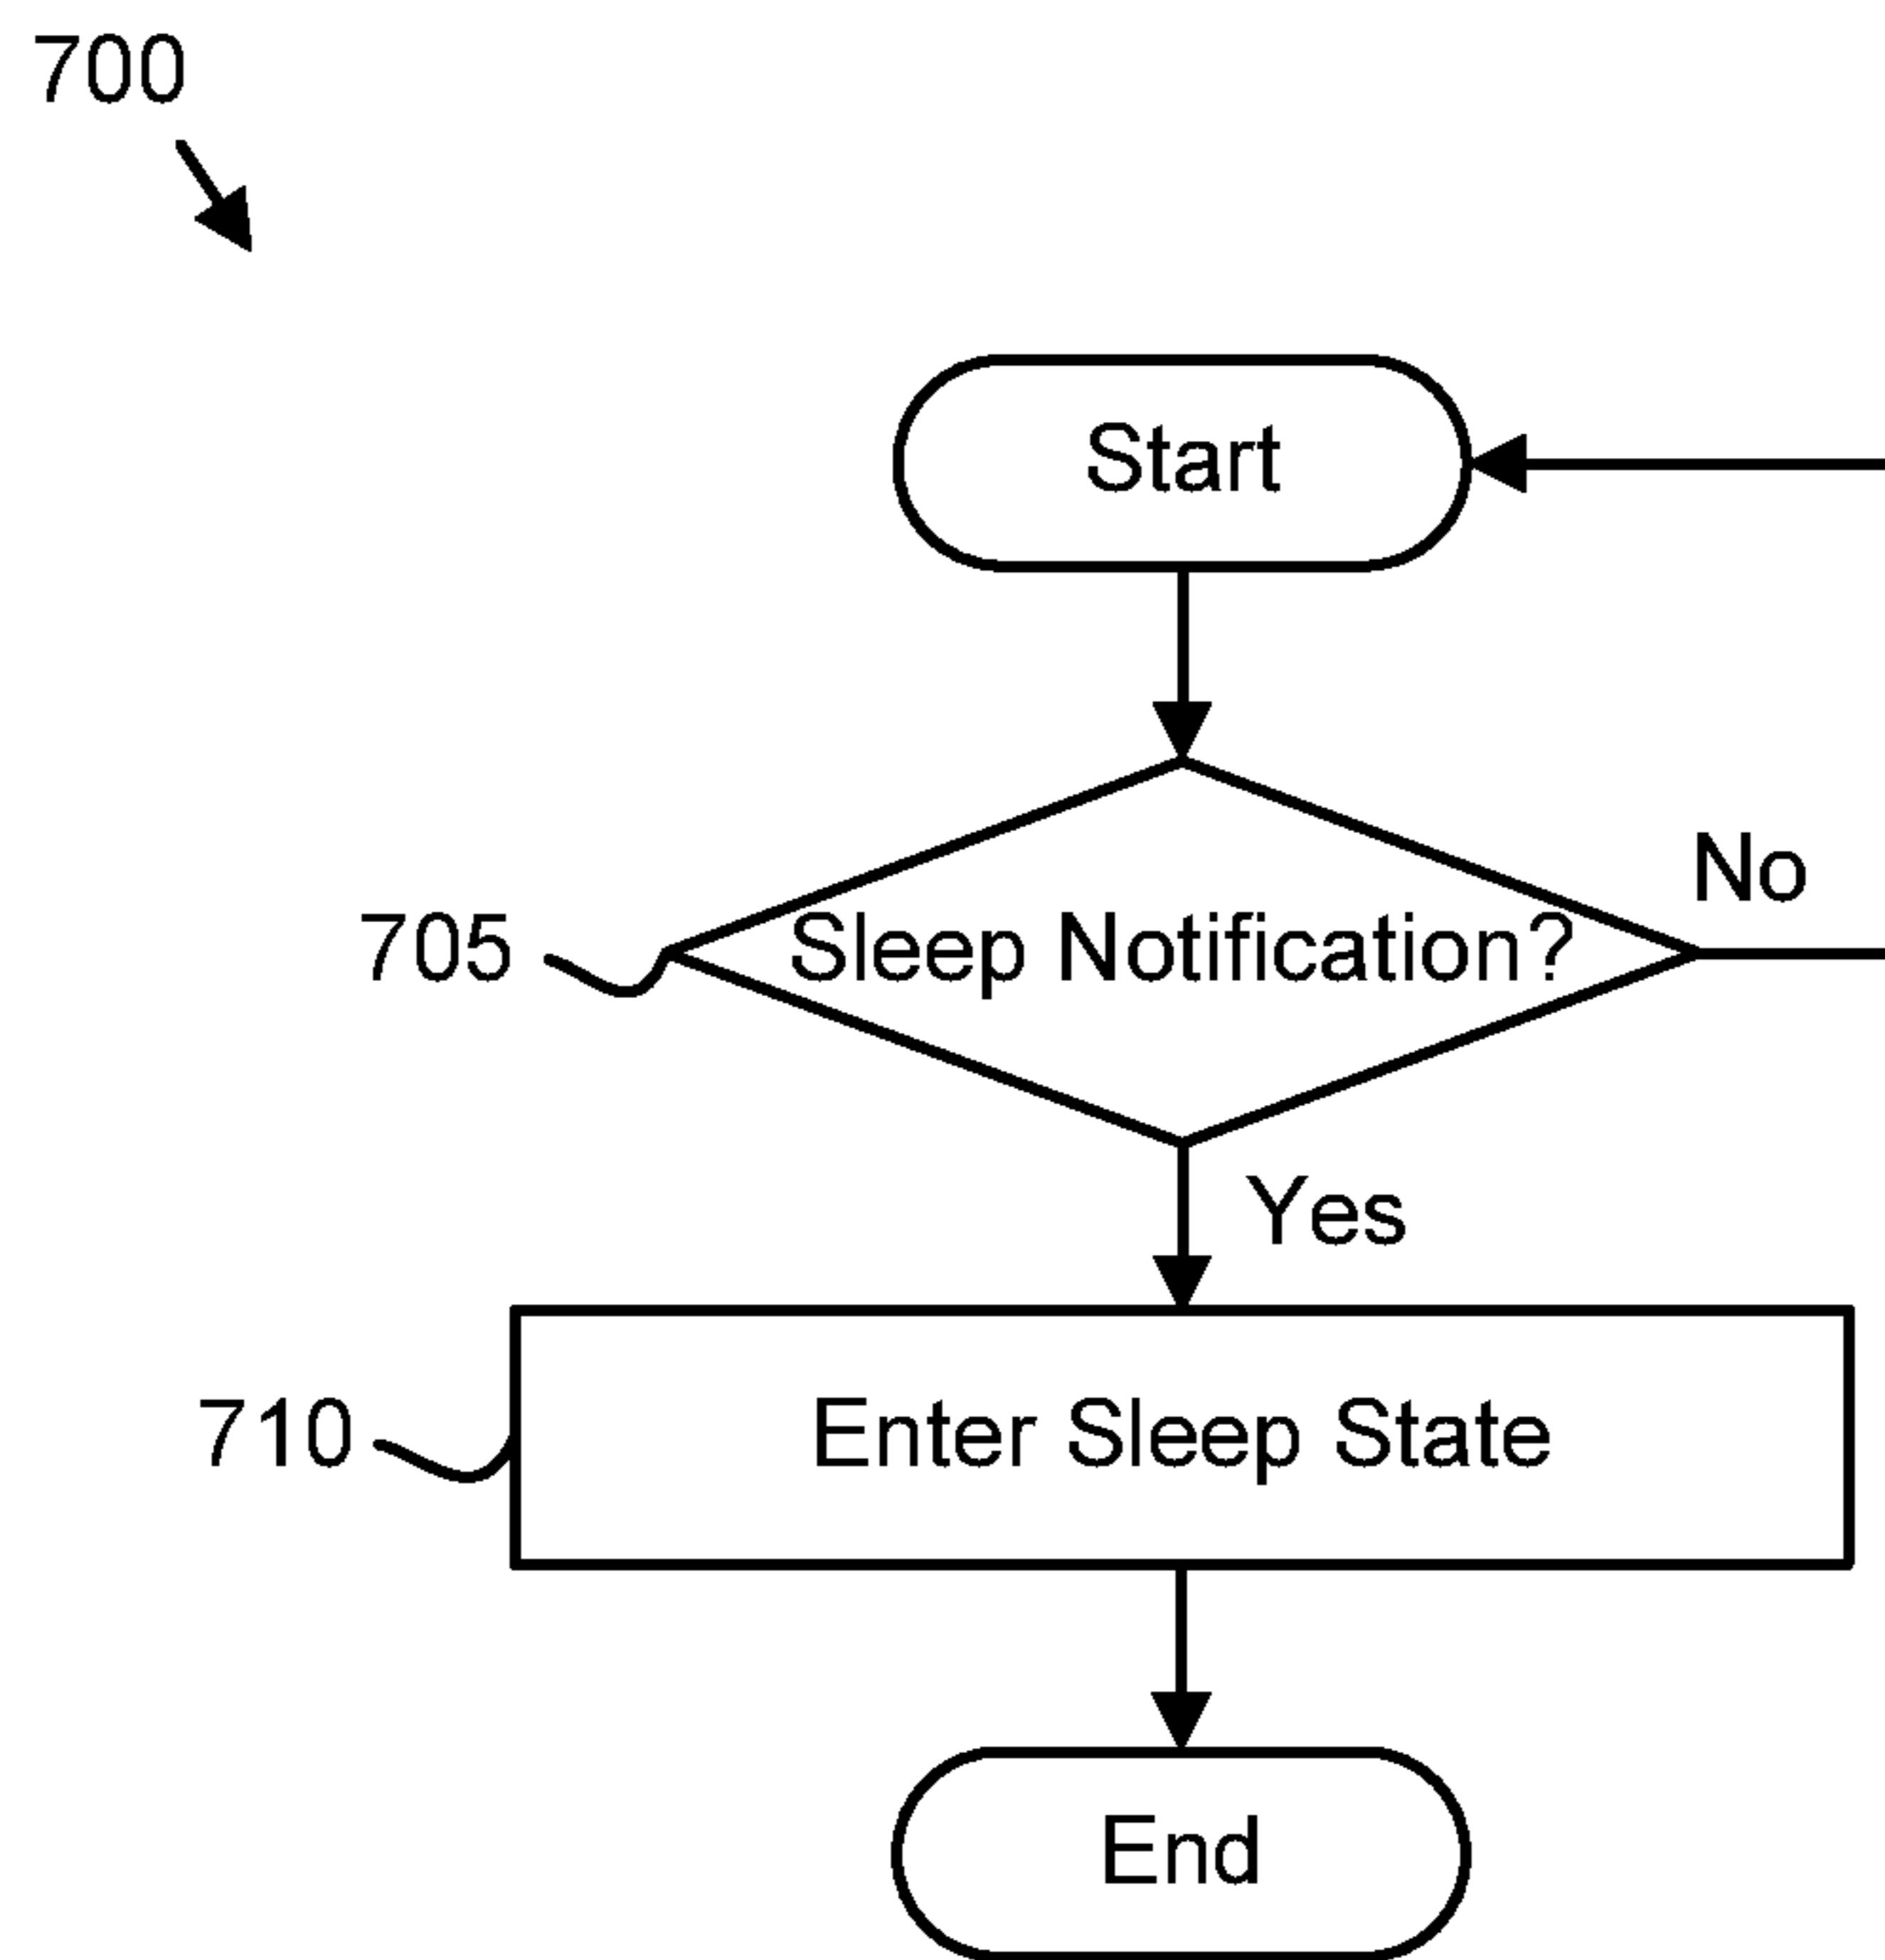 700
Start
No
705
Sleep Notification?
Yes
710
Enter Sleep State
End